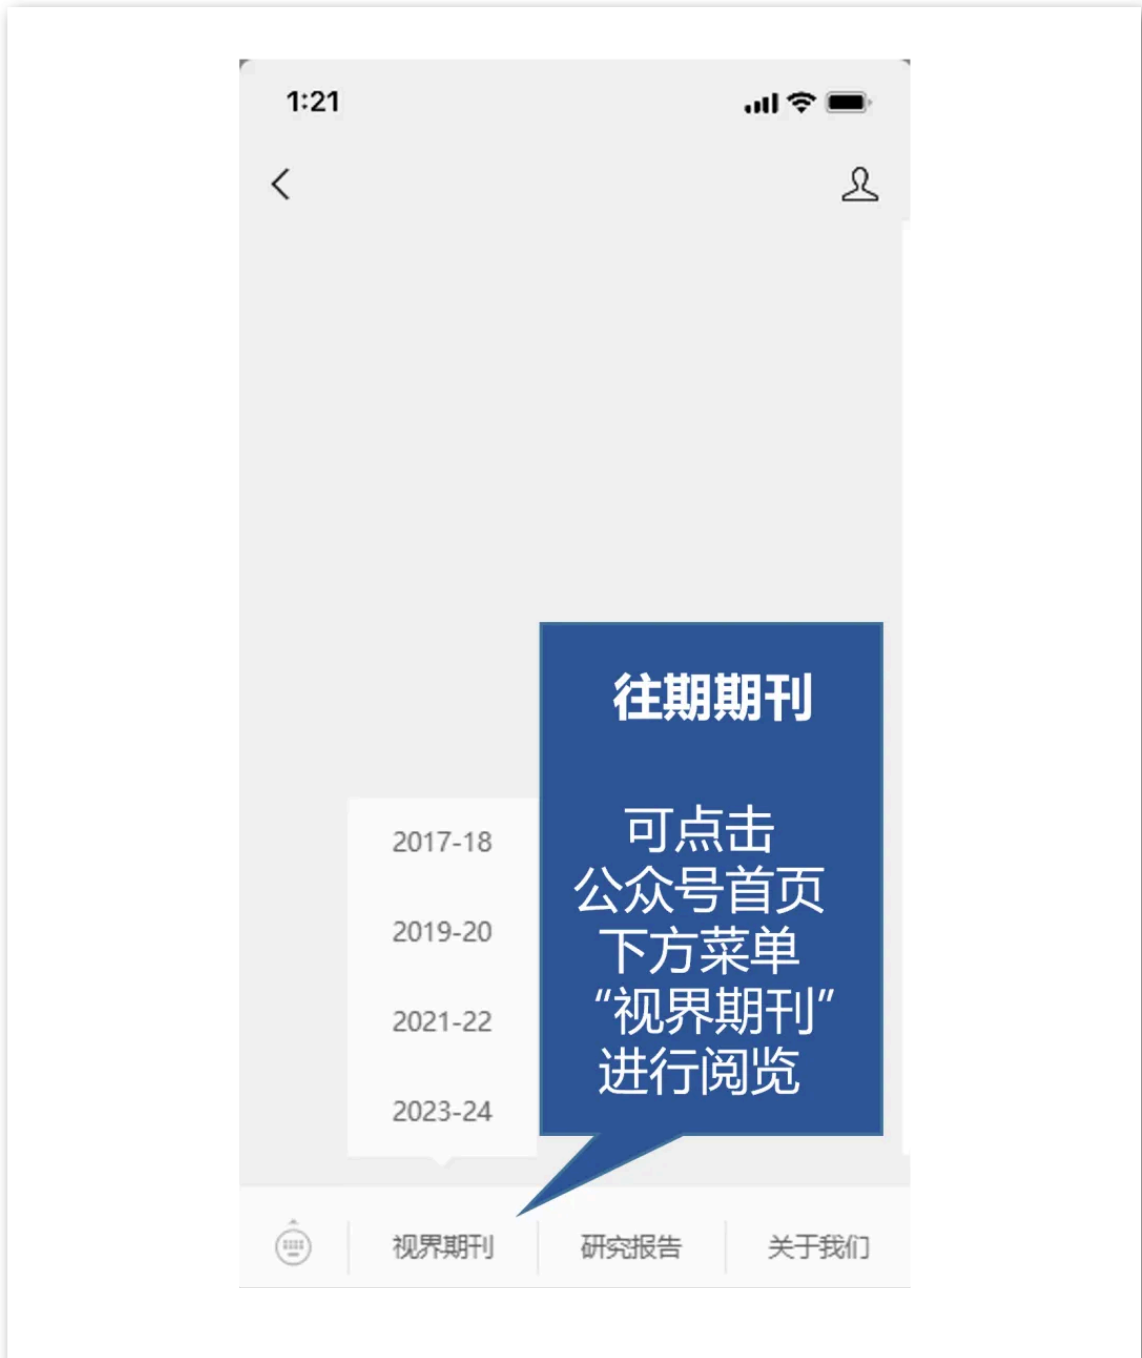 1:21
往期期刊
可点击
公众号首页
下方菜单
“视界期刊”
进行阅览
2017-18
2019-20
2021-22
2023-24
视界期刊
研究报告
关于我们